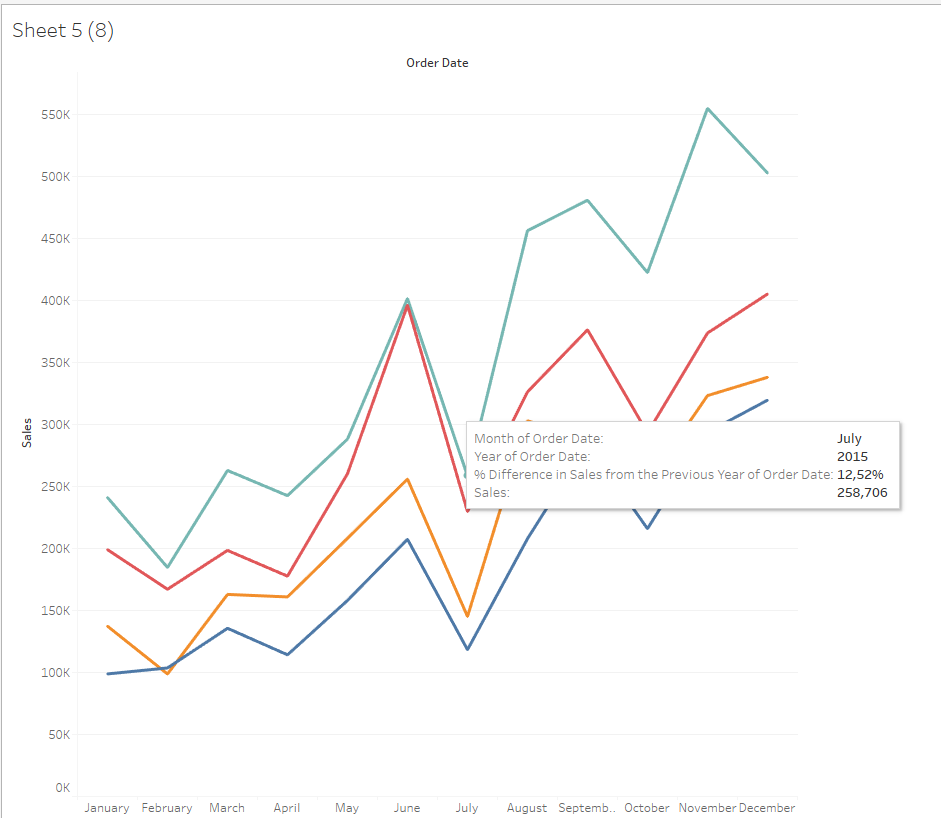 Sheet 5 (8)
Order Date
550K
500K
450K
400K
350K
300K
250K
200K
150K
100K
50K
0K
Sales
Month of Order Date: July
Year of Order Date: 2015
% Difference in Sales from the Previous Year of Order Date: 12,52%
Sales: 258,706
January February March April May June July August Septemb.. October November December